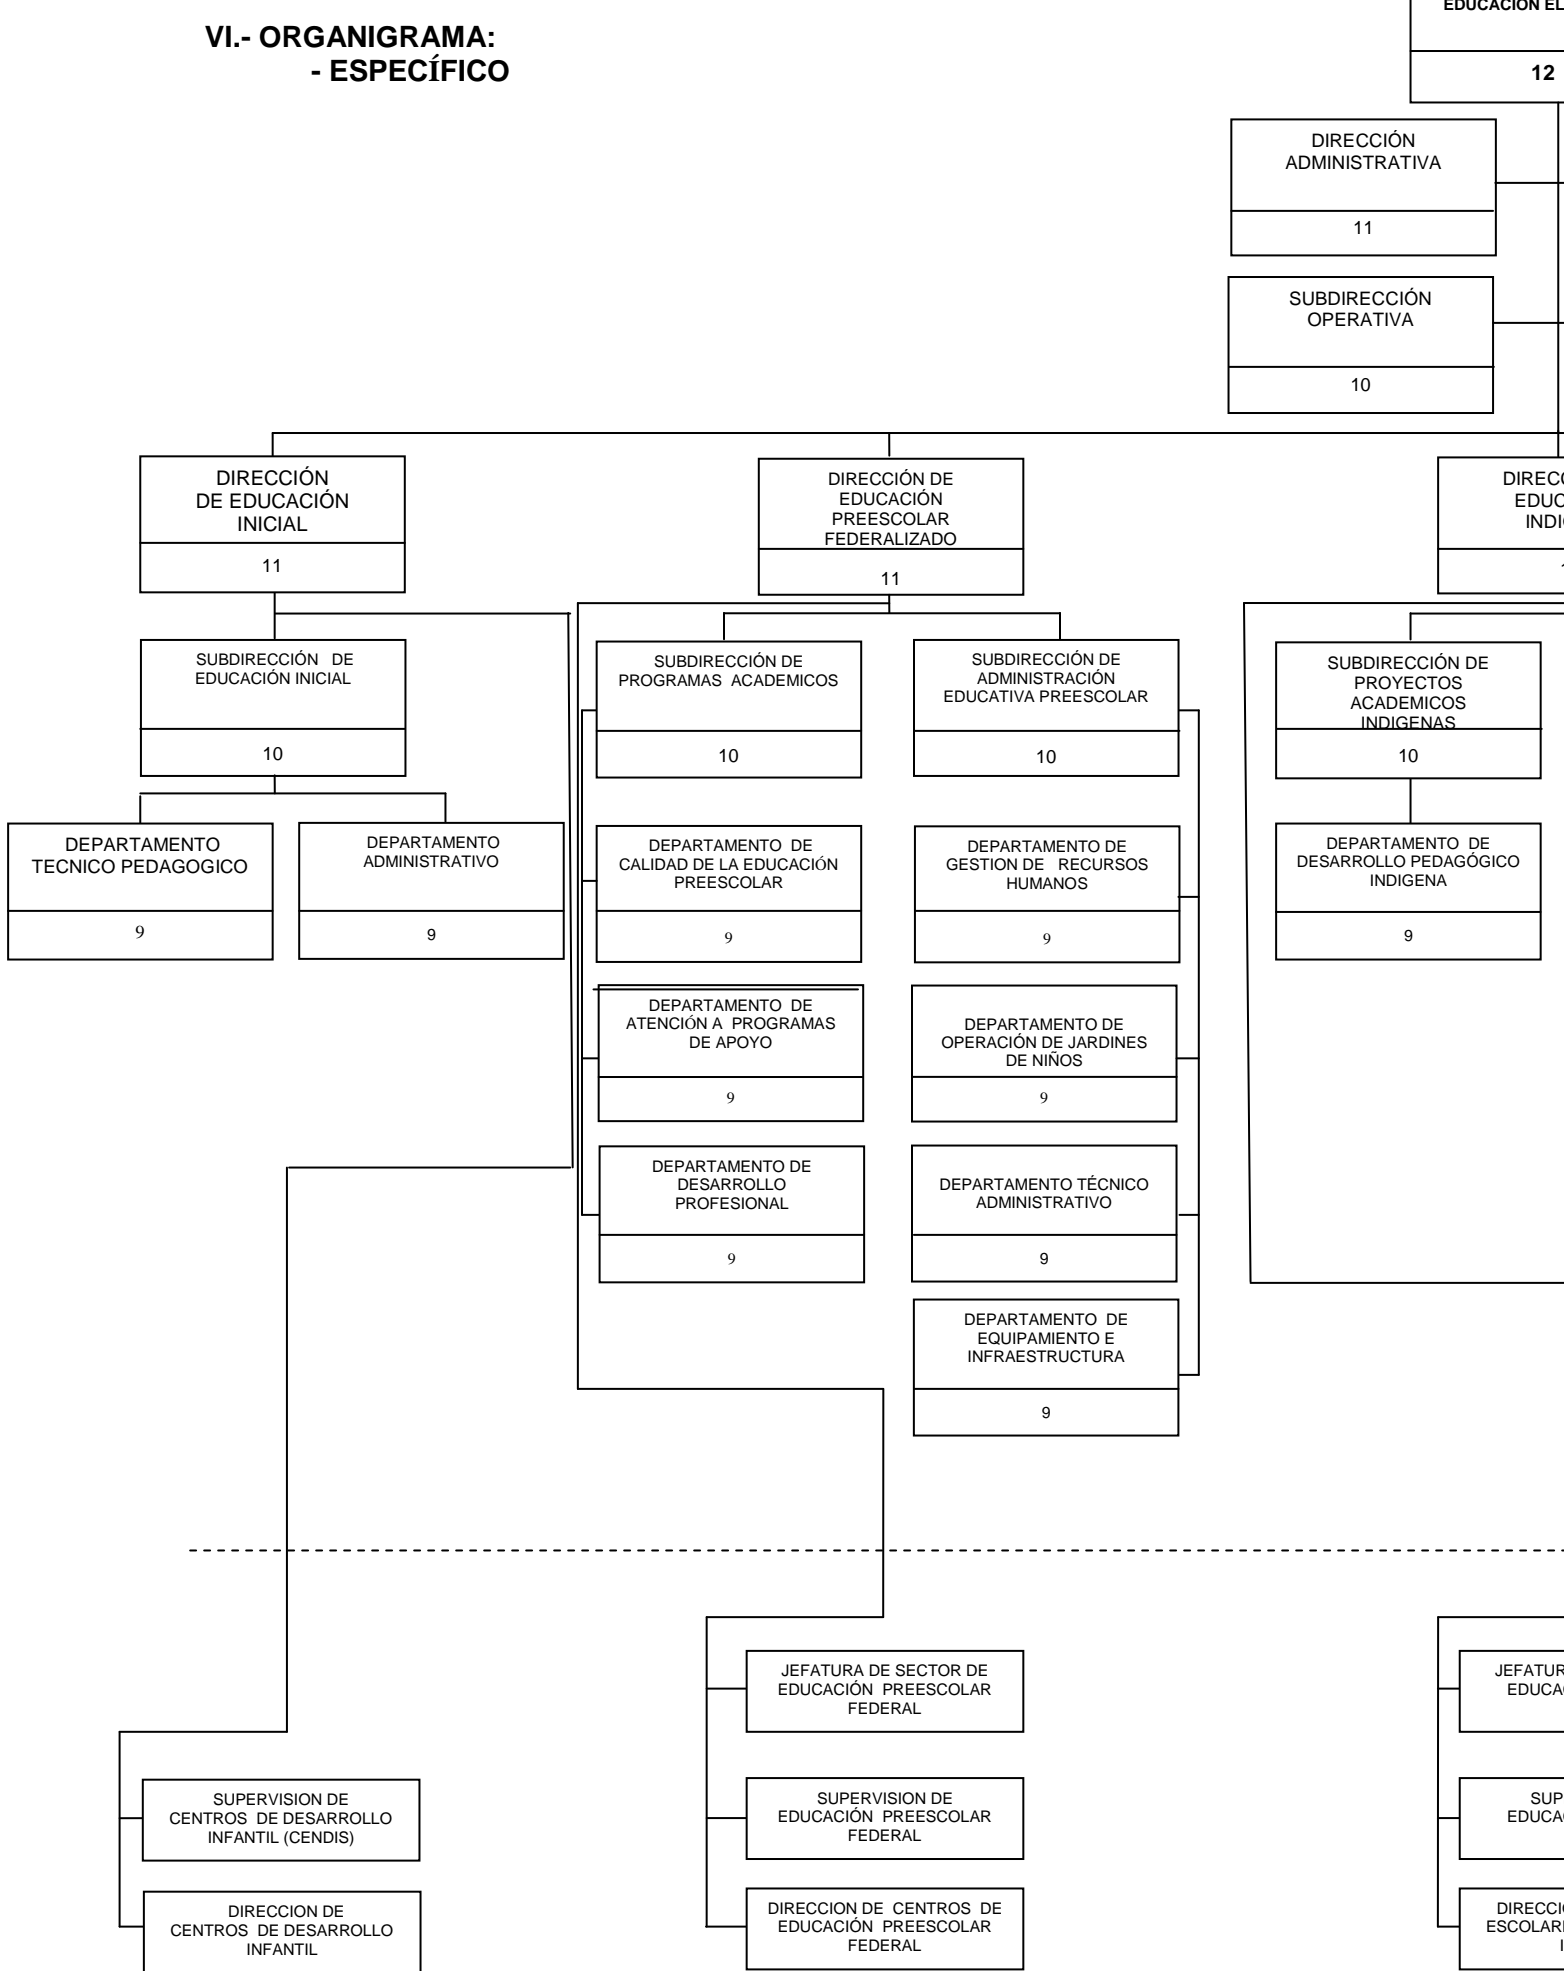 EDUCACIÓN
VI.- ORGANIGRAMA:
- ESPECÍFICO
12
DIRECCIÓN
ADMINISTRATIVA
11
SUBDIRECCIÓN
OPERATIVA
10
DIRECCIÓN
DE EDUCACIÓN
INICIAL
11
DIRECCIÓN DE
EDUCACIÓN
PREESCOLAR
FEDERALIZADO
11
SUBDIRECCIÓN DE
EDUCACIÓN INICIAL
10
SUBDIRECCIÓN DE
PROGRAMAS ACADEMICOS
10
SUBDIRECCIÓN DE
ADMINISTRACIÓN
EDUCATIVA PREESCOLAR
10
SUBDIRECCIÓN DE
PROYECTOS
ACADEMICOS
INDIGENAS
10
DEPARTAMENTO
TECNICO PEDAGOGICO
9
DEPARTAMENTO
ADMINISTRATIVO
9
DEPARTAMENTO DE
CALIDAD DE LA EDUCACIÓN
PREESCOLAR
9
DEPARTAMENTO DE
GESTION DE RECURSOS
HUMANOS
9
DEPARTAMENTO DE
DESARROLLO PEDAGÓGICO
INDIGENA
9
DEPARTAMENTO DE
ATENCIÓN A PROGRAMAS
DE APOYO
9
DEPARTAMENTO DE
OPERACIÓN DE JARDINES
DE NIÑOS
9
DEPARTAMENTO DE
DESARROLLO
PROFESIONAL
9
DEPARTAMENTO TÉCNICO
ADMINISTRATIVO
9
DEPARTAMENTO DE
EQUIPAMIENTO E
INFRAESTRUCTURA
9
JEFATURA DE SECTOR DE
EDUCACIÓN PREESCOLAR
FEDERAL
SUPERVISION DE
CENTROS DE DESARROLLO
INFANTIL (CENDIS)
SUPERVISION DE
EDUCACIÓN PREESCOLAR
FEDERAL
DIRECCION DE
CENTROS DE DESARROLLO
INFANTIL
DIRECCION DE CENTROS DE
EDUCACIÓN PREESCOLAR
FEDERAL